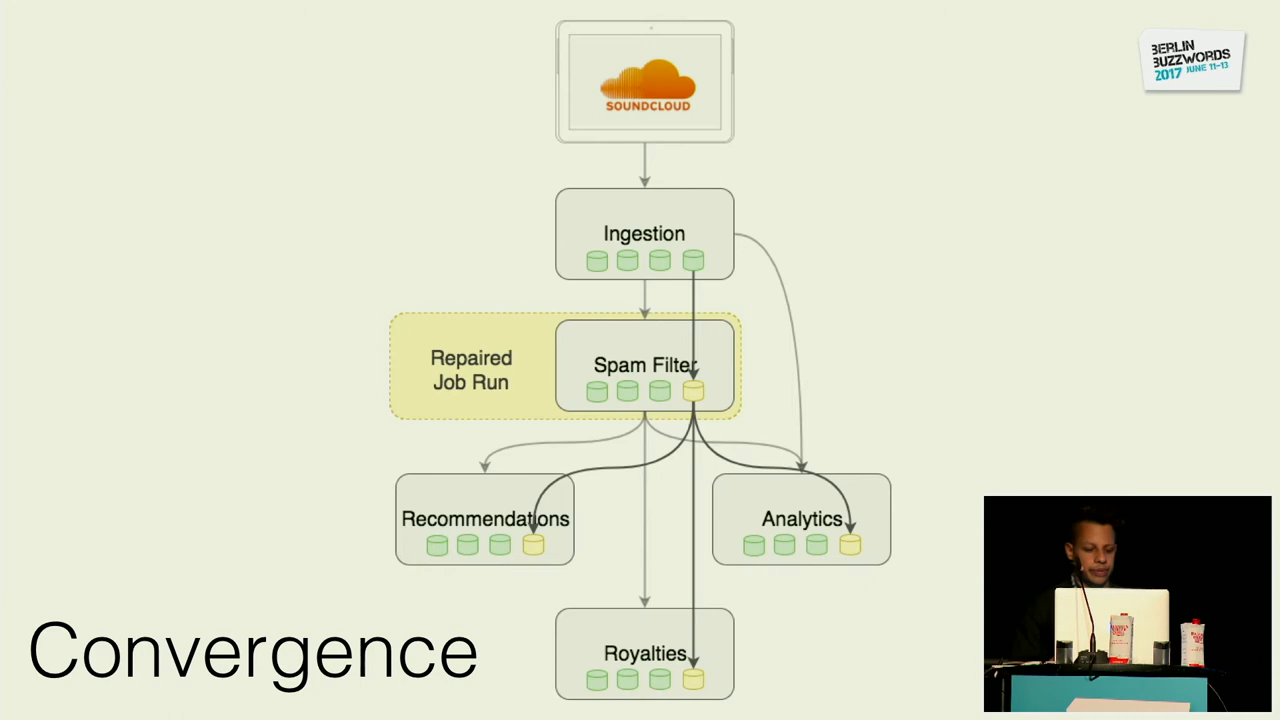 SOUNDCLOUD
BERLIN
BUZZWORDS
2017 JUNE 11-13
Ingestion
Repaired
Job Run
Spam Filter
Recommendations
Analytics
Royalties
Convergence